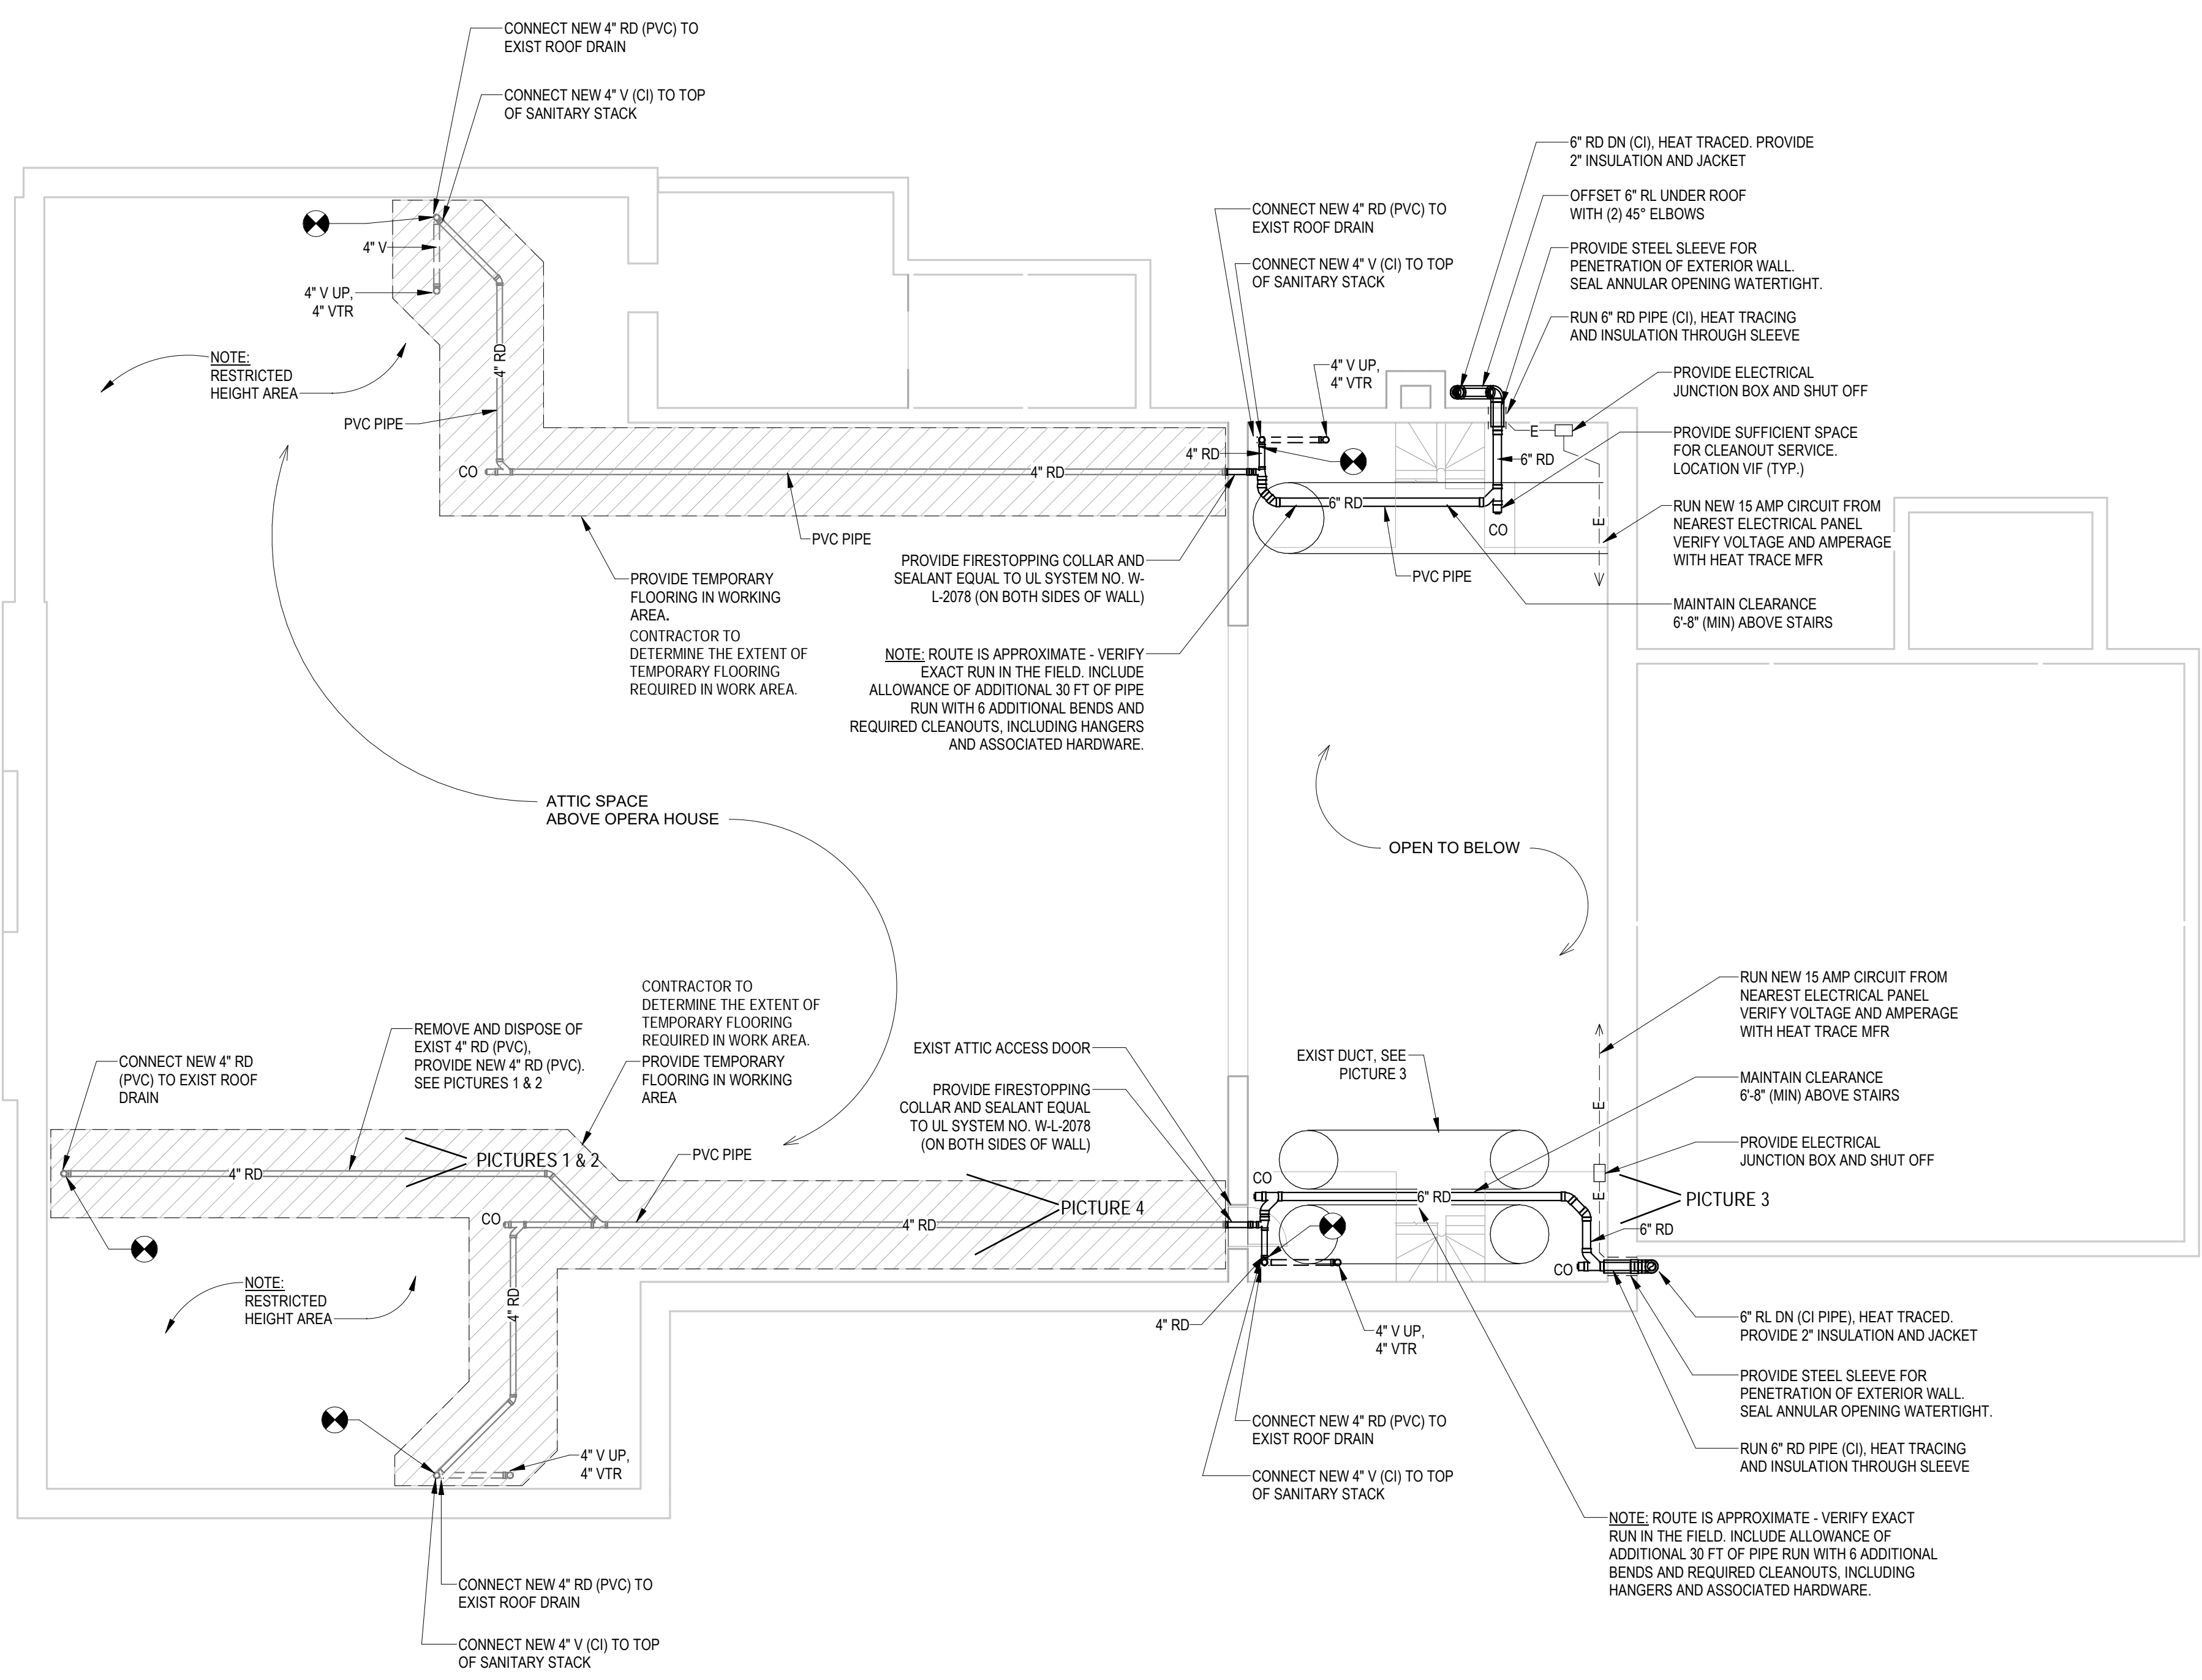 CONNECT NEW 4" RD (PVC) TO
EXIST ROOF DRAIN
CONNECT NEW 4" V (CI) TO TOP
OF SANITARY STACK
4" V
4" V UP,
4" VTR
NOTE:
RESTRICTED
HEIGHT AREA
4" RD
PVC PIPE
CO
4" RD
PVC PIPE
PROVIDE TEMPORARY
FLOORING IN WORKING
AREA.
CONTRACTOR TO
DETERMINE THE EXTENT OF
TEMPORARY FLOORING
REQUIRED IN WORK AREA.
CONNECT NEW 4" RD (PVC) TO
EXIST ROOF DRAIN
CONNECT NEW 4" V (CI) TO TOP
OF SANITARY STACK
4" V UP,
4" VTR
4" RD
6" RD
PVC PIPE
6" RD
CO
E
E
6" RD DN (CI), HEAT TRACED. PROVIDE
2" INSULATION AND JACKET
OFFSET 6" RL UNDER ROOF
WITH (2) 45° ELBOWS
PROVIDE STEEL SLEEVE FOR
PENETRATION OF EXTERIOR WALL.
SEAL ANNULAR OPENING WATERTIGHT.
RUN 6" RD PIPE (CI), HEAT TRACING
AND INSULATION THROUGH SLEEVE
PROVIDE ELECTRICAL
JUNCTION BOX AND SHUT OFF
PROVIDE SUFFICIENT SPACE
FOR CLEANOUT SERVICE.
LOCATION VIF (TYP.)
RUN NEW 15 AMP CIRCUIT FROM
NEAREST ELECTRICAL PANEL
VERIFY VOLTAGE AND AMPERAGE
WITH HEAT TRACE MFR
MAINTAIN CLEARANCE
6'-8" (MIN) ABOVE STAIRS
PROVIDE FIRESTOPPING COLLAR AND
SEALANT EQUAL TO UL SYSTEM NO. W-
L-2078 (ON BOTH SIDES OF WALL)
NOTE: ROUTE IS APPROXIMATE - VERIFY
EXACT RUN IN THE FIELD. INCLUDE
ALLOWANCE OF ADDITIONAL 30 FT OF PIPE
RUN WITH 6 ADDITIONAL BENDS AND
REQUIRED CLEANOUTS, INCLUDING HANGERS
AND ASSOCIATED HARDWARE.
ATTIC SPACE
ABOVE OPERA HOUSE
OPEN TO BELOW
CONNECT NEW 4" RD
(PVC) TO EXIST ROOF
DRAIN
REMOVE AND DISPOSE OF
EXIST 4" RD (PVC),
PROVIDE NEW 4" RD (PVC).
SEE PICTURES 1 & 2
CONTRACTOR TO
DETERMINE THE EXTENT OF
TEMPORARY FLOORING
REQUIRED IN WORK AREA.
PROVIDE TEMPORARY
FLOORING IN WORKING
AREA
4" RD
PICTURES 1 & 2
PVC PIPE
CO
4" RD
PICTURE 4
4" RD
NOTE:
RESTRICTED
HEIGHT AREA
4" V UP,
4" VTR
CONNECT NEW 4" RD (PVC) TO
EXIST ROOF DRAIN
CONNECT NEW 4" V (CI) TO TOP
OF SANITARY STACK
EXIST ATTIC ACCESS DOOR
PROVIDE FIRESTOPPING
COLLAR AND SEALANT EQUAL
TO UL SYSTEM NO. W-L-2078
(ON BOTH SIDES OF WALL)
EXIST DUCT, SEE
PICTURE 3
CO
6" RD
E
E
6" RD
CO
4" RD
4" V UP,
4" VTR
CONNECT NEW 4" RD (PVC) TO
EXIST ROOF DRAIN
CONNECT NEW 4" V (CI) TO TOP
OF SANITARY STACK
RUN NEW 15 AMP CIRCUIT FROM
NEAREST ELECTRICAL PANEL
VERIFY VOLTAGE AND AMPERAGE
WITH HEAT TRACE MFR
MAINTAIN CLEARANCE
6'-8" (MIN) ABOVE STAIRS
PROVIDE ELECTRICAL
JUNCTION BOX AND SHUT OFF
PICTURE 3
6" RL DN (CI PIPE), HEAT TRACED.
PROVIDE 2" INSULATION AND JACKET
PROVIDE STEEL SLEEVE FOR
PENETRATION OF EXTERIOR WALL.
SEAL ANNULAR OPENING WATERTIGHT.
RUN 6" RD PIPE (CI), HEAT TRACING
AND INSULATION THROUGH SLEEVE
NOTE: ROUTE IS APPROXIMATE - VERIFY EXACT
RUN IN THE FIELD. INCLUDE ALLOWANCE OF
ADDITIONAL 30 FT OF PIPE RUN WITH 6 ADDITIONAL
BENDS AND REQUIRED CLEANOUTS, INCLUDING
HANGERS AND ASSOCIATED HARDWARE.